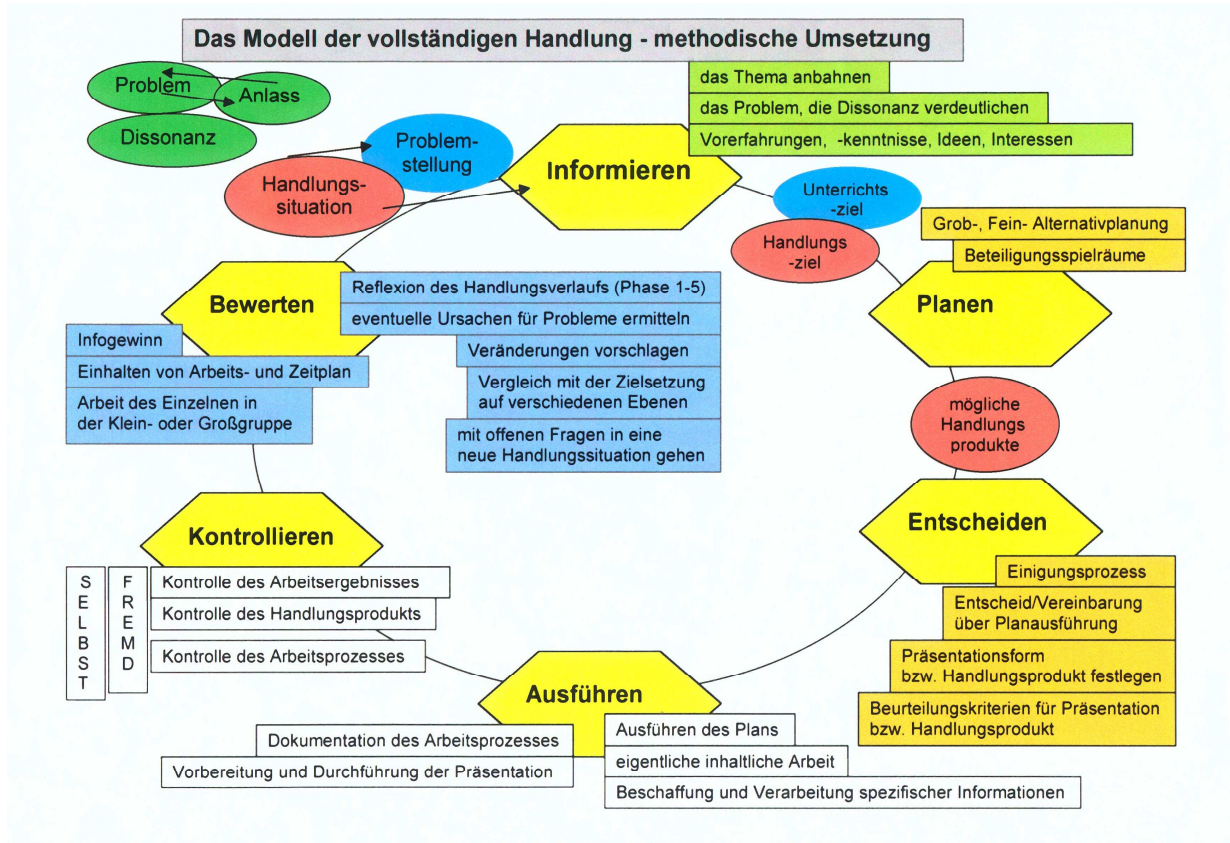 Das Modell der vollständigen Handlung - methodische Umsetzung
Problem
Anlass
Dissonanz
Problem-
stellung
Handlungs-
situation
Informieren
das Thema anbahnen
das Problem, die Dissonanz verdeutlichen
Vorerfahrungen, -kenntnisse, Ideen, Interessen
Unterrichts
-ziel
Handlungs
-ziel
Grob-, Fein- Alternativplanung
Beteiligungsspielräume
Planen
mögliche
Handlungs
produkte
Entscheiden
Einigungsprozess
Entscheid/Vereinbarung
über Planausführung
Präsentationsform
bzw. Handlungsprodukt festlegen
Beurteilungskriterien für Präsentation
bzw. Handlungsprodukt
Ausführen
Ausführen des Plans
eigentliche inhaltliche Arbeit
Beschaffung und Verarbeitung spezifischer Informationen
Dokumentation des Arbeitsprozesses
Vorbereitung und Durchführung der Präsentation
Kontrollieren
SELBST
FREMD
Kontrolle des Arbeitsergebnisses
Kontrolle des Handlungsprodukts
Kontrolle des Arbeitsprozesses
Bewerten
Infogewinn
Einhalten von Arbeits- und Zeitplan
Arbeit des Einzelnen in
der Klein- oder Großgruppe
Reflexion des Handlungsverlaufs (Phase 1-5)
eventuelle Ursachen für Probleme ermitteln
Veränderungen vorschlagen
Vergleich mit der Zielsetzung
auf verschiedenen Ebenen
mit offenen Fragen in eine
neue Handlungssituation gehen